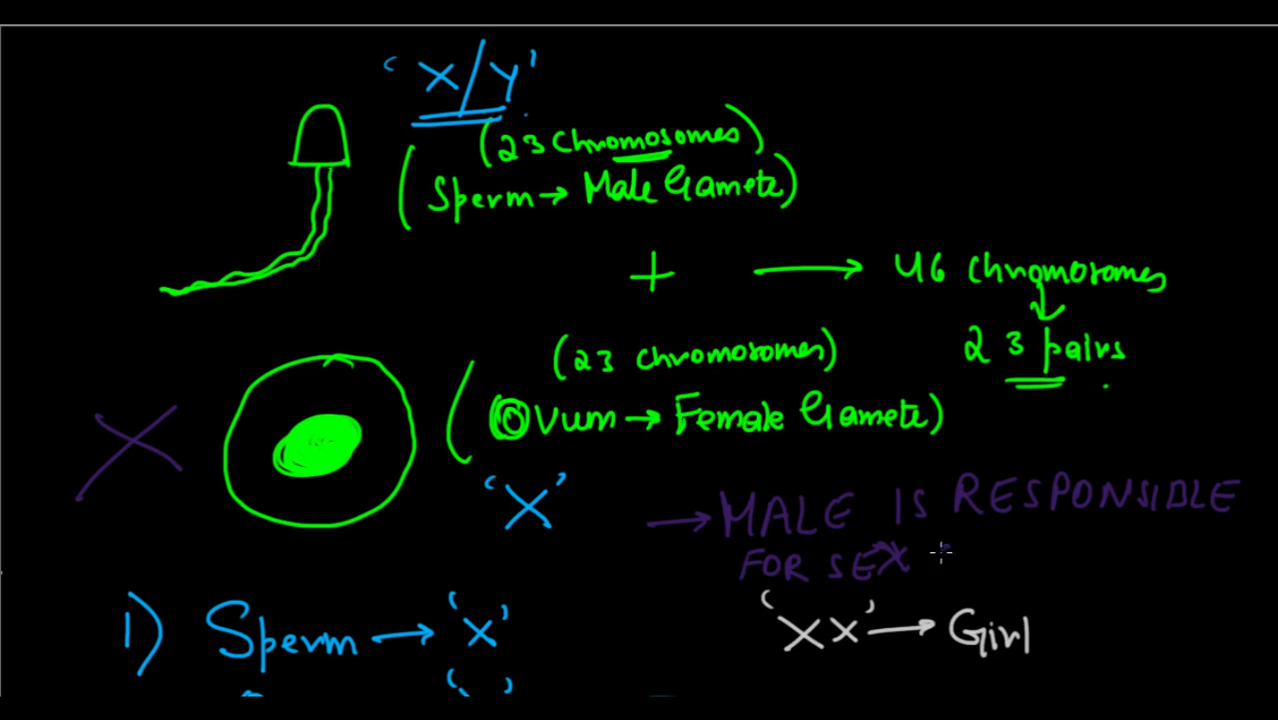 'X/Y'
(23 Chromosomes)
(Sperm → Male Gamete)
+ → 46 Chromosomes
23 pairs
(23 chromosomes)
(Ovum → Female Gamete)
X
'X'
→ MALE IS RESPONSIBLE
FOR SEX
1) Sperm → 'X'
'XX' → Girl